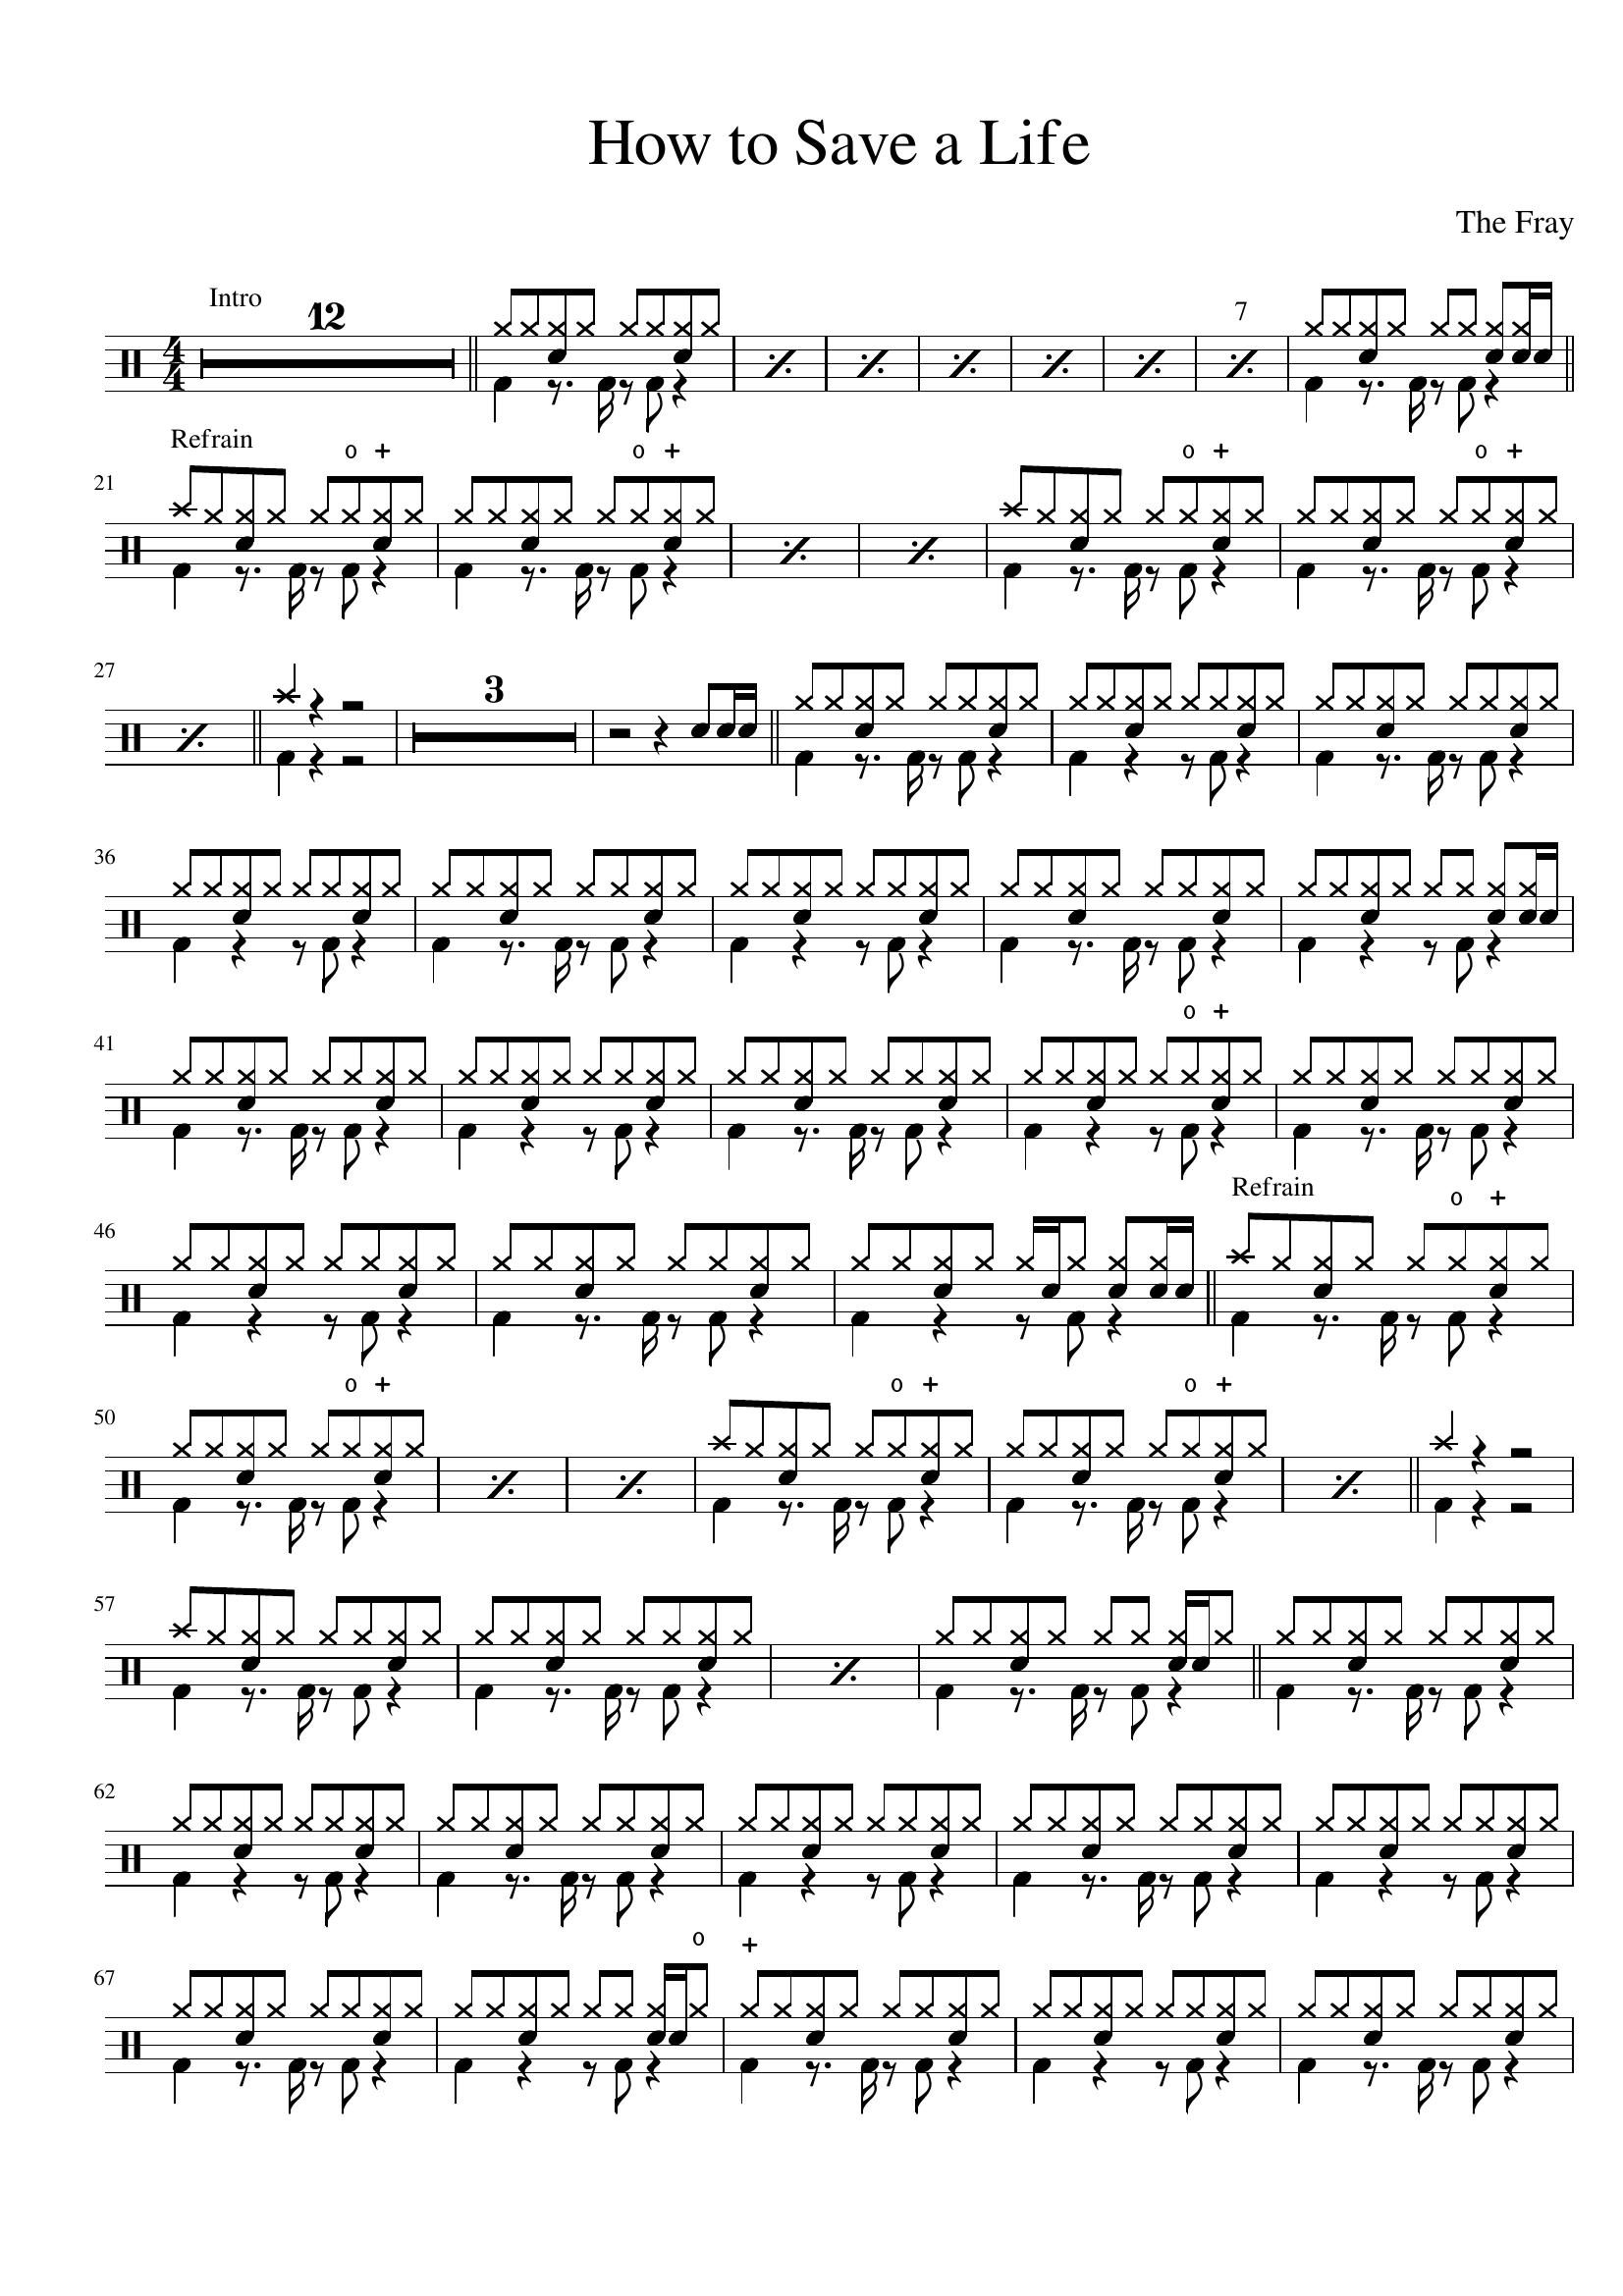 How to Save a Life
The Fray
Intro
12
4
4
7
Refrain
o + o + o + o +
21
27
3
36
o +
41
Refrain
o +
46
o + o + o +
50
57
62
o +
67